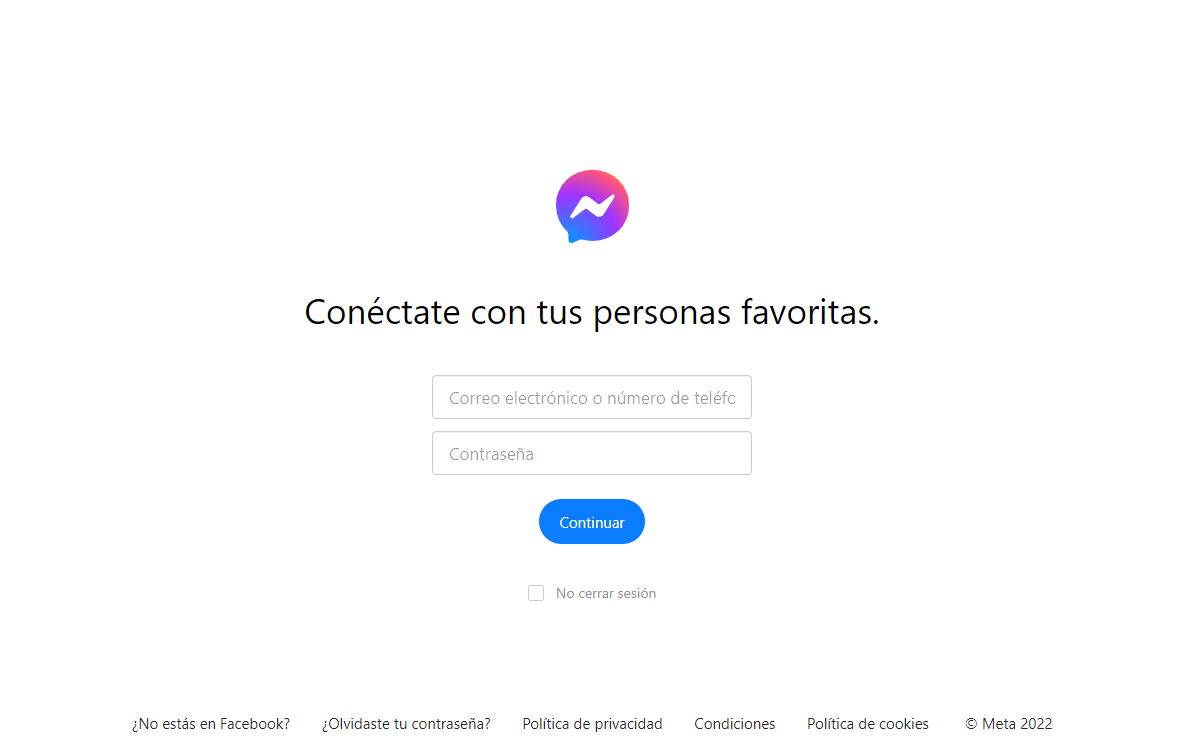 Conéctate con tus personas favoritas.
Correo electrónico o número de teléfo
Contraseña
Continuar
No cerrar sesión
¿No estás en Facebook? ¿Olvidaste tu contraseña? Política de privacidad Condiciones Política de cookies © Meta 2022